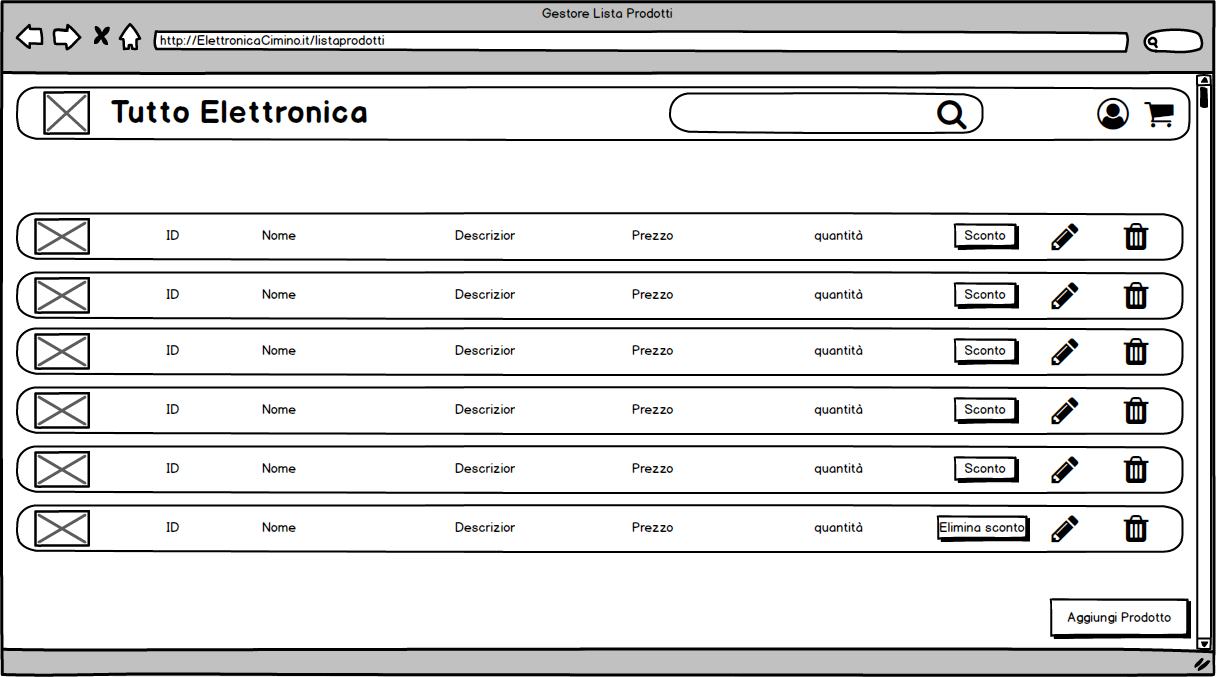 Gestore Lista Prodotti
http://ElettronicaCimino.it/listaprodotti
Tutto Elettronica
ID Nome Descrizior Prezzo quantità Sconto
ID Nome Descrizior Prezzo quantità Sconto
ID Nome Descrizior Prezzo quantità Sconto
ID Nome Descrizior Prezzo quantità Sconto
ID Nome Descrizior Prezzo quantità Sconto
ID Nome Descrizior Prezzo quantità Elimina sconto
Aggiungi Prodotto